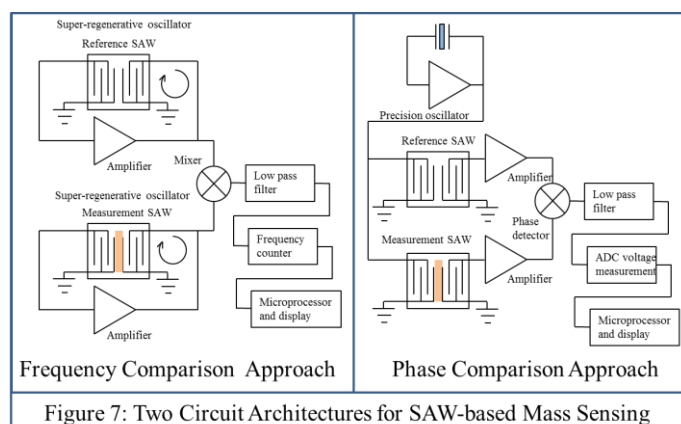 Super-regenerative oscillator
Reference SAW
Amplifier
Mixer
Super-regenerative oscillator
Measurement SAW
Amplifier
Low pass
filter
Frequency
counter
Microprocessor
and display
Frequency Comparison Approach
Precision oscillator
Reference SAW
Amplifier
Phase
detector
Measurement SAW
Amplifier
Low pass
filter
ADC voltage
measurement
Microprocessor
and display
Phase Comparison Approach
Figure 7: Two Circuit Architectures for SAW-based Mass Sensing